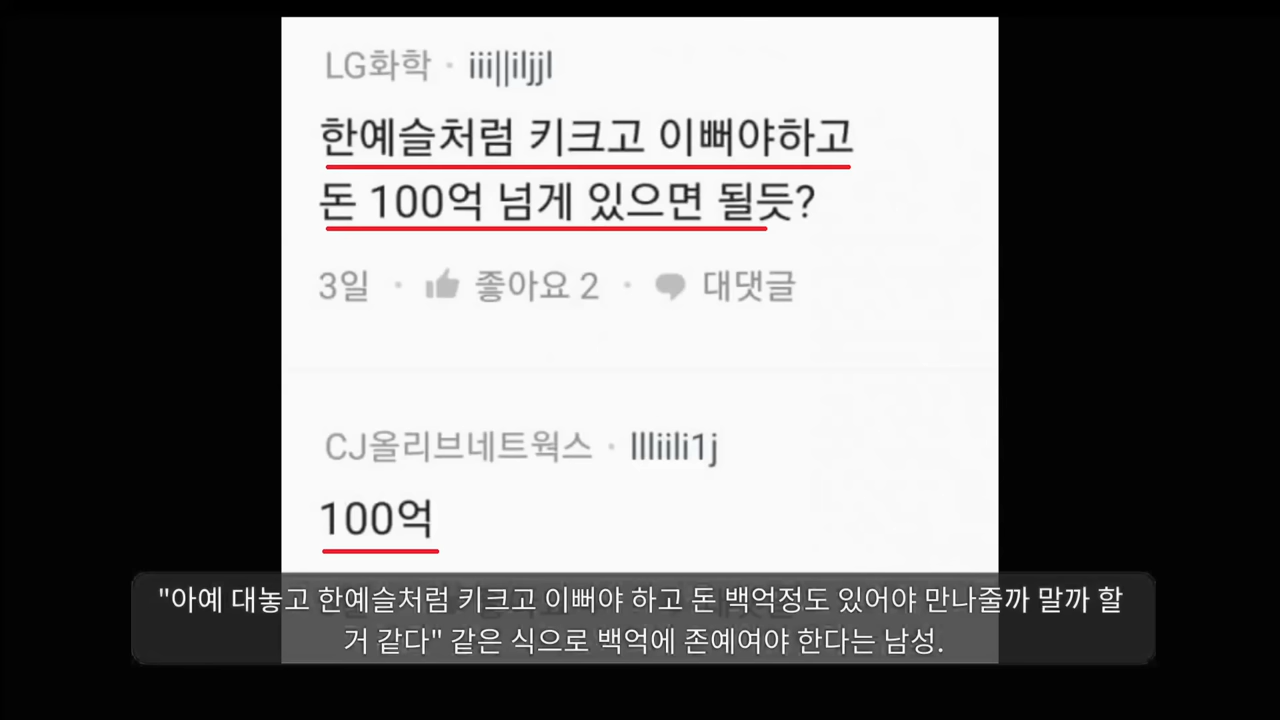 LG화학 · iii||iljjl
한예슬처럼 키크고 이뻐야하고
돈 100억 넘게 있으면 될듯?
3일 · 좋아요 2 · 대댓글
CJ올리브네트웍스 · llliili1j
100억
"아예 대놓고 한예슬처럼 키크고 이뻐야 하고 돈 백억정도 있어야 만나줄까 말까 할
거 같다" 같은 식으로 백억에 존예여야 한다는 남성.